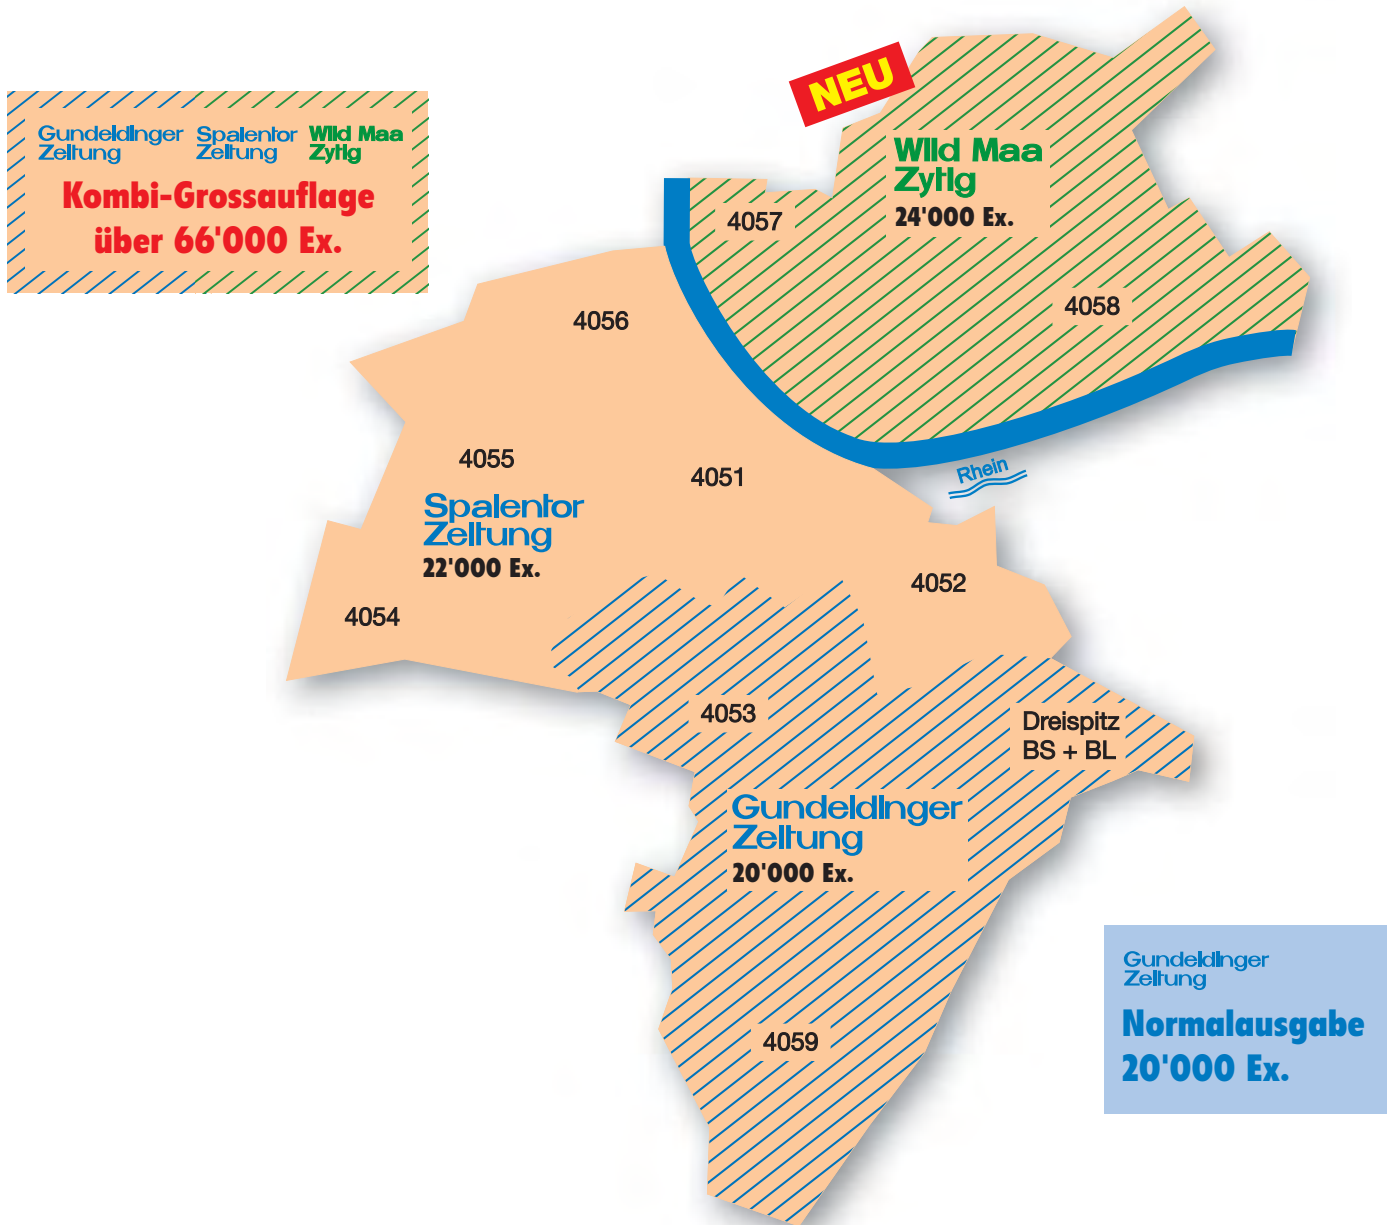 NEU
Gundeldinger
Zeitung
Spalentor
Zeitung
Wild Maa
Zytig
Kombi-Grossauflage
über 66'000 Ex.
Wild Maa
Zytig
24'000 Ex.
4057
4058
4056
4055
4051
Rhein
Spalentor
Zeitung
22'000 Ex.
4052
4054
4053
Dreispitz
BS + BL
Gundeldinger
Zeitung
20'000 Ex.
Gundeldinger
Zeitung
Normalausgabe
20'000 Ex.
4059